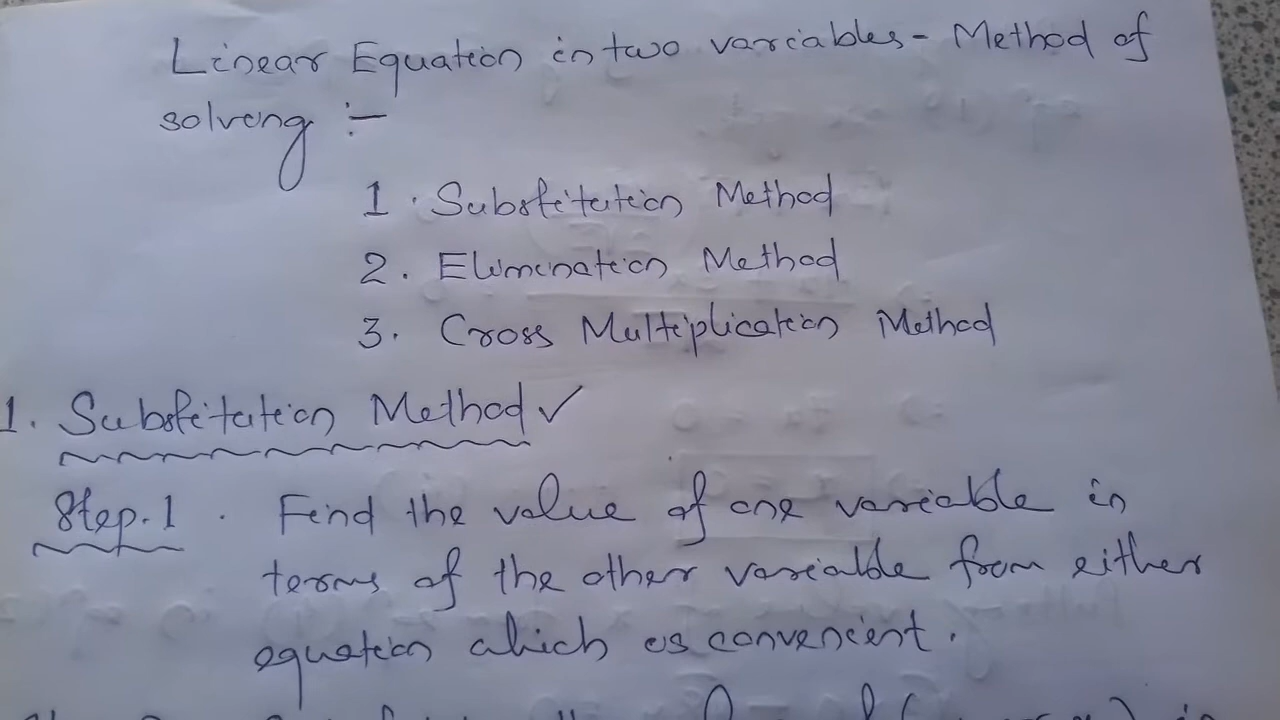 Linear Equation in two variables - Method of
solving :-
1. Substitution Method
2. Elimination Method
3. Cross Multiplication Method
1. Substitution Method ✓
Step.1. Find the value of one variable in
terms of the other variable from either
equation which is convenient.